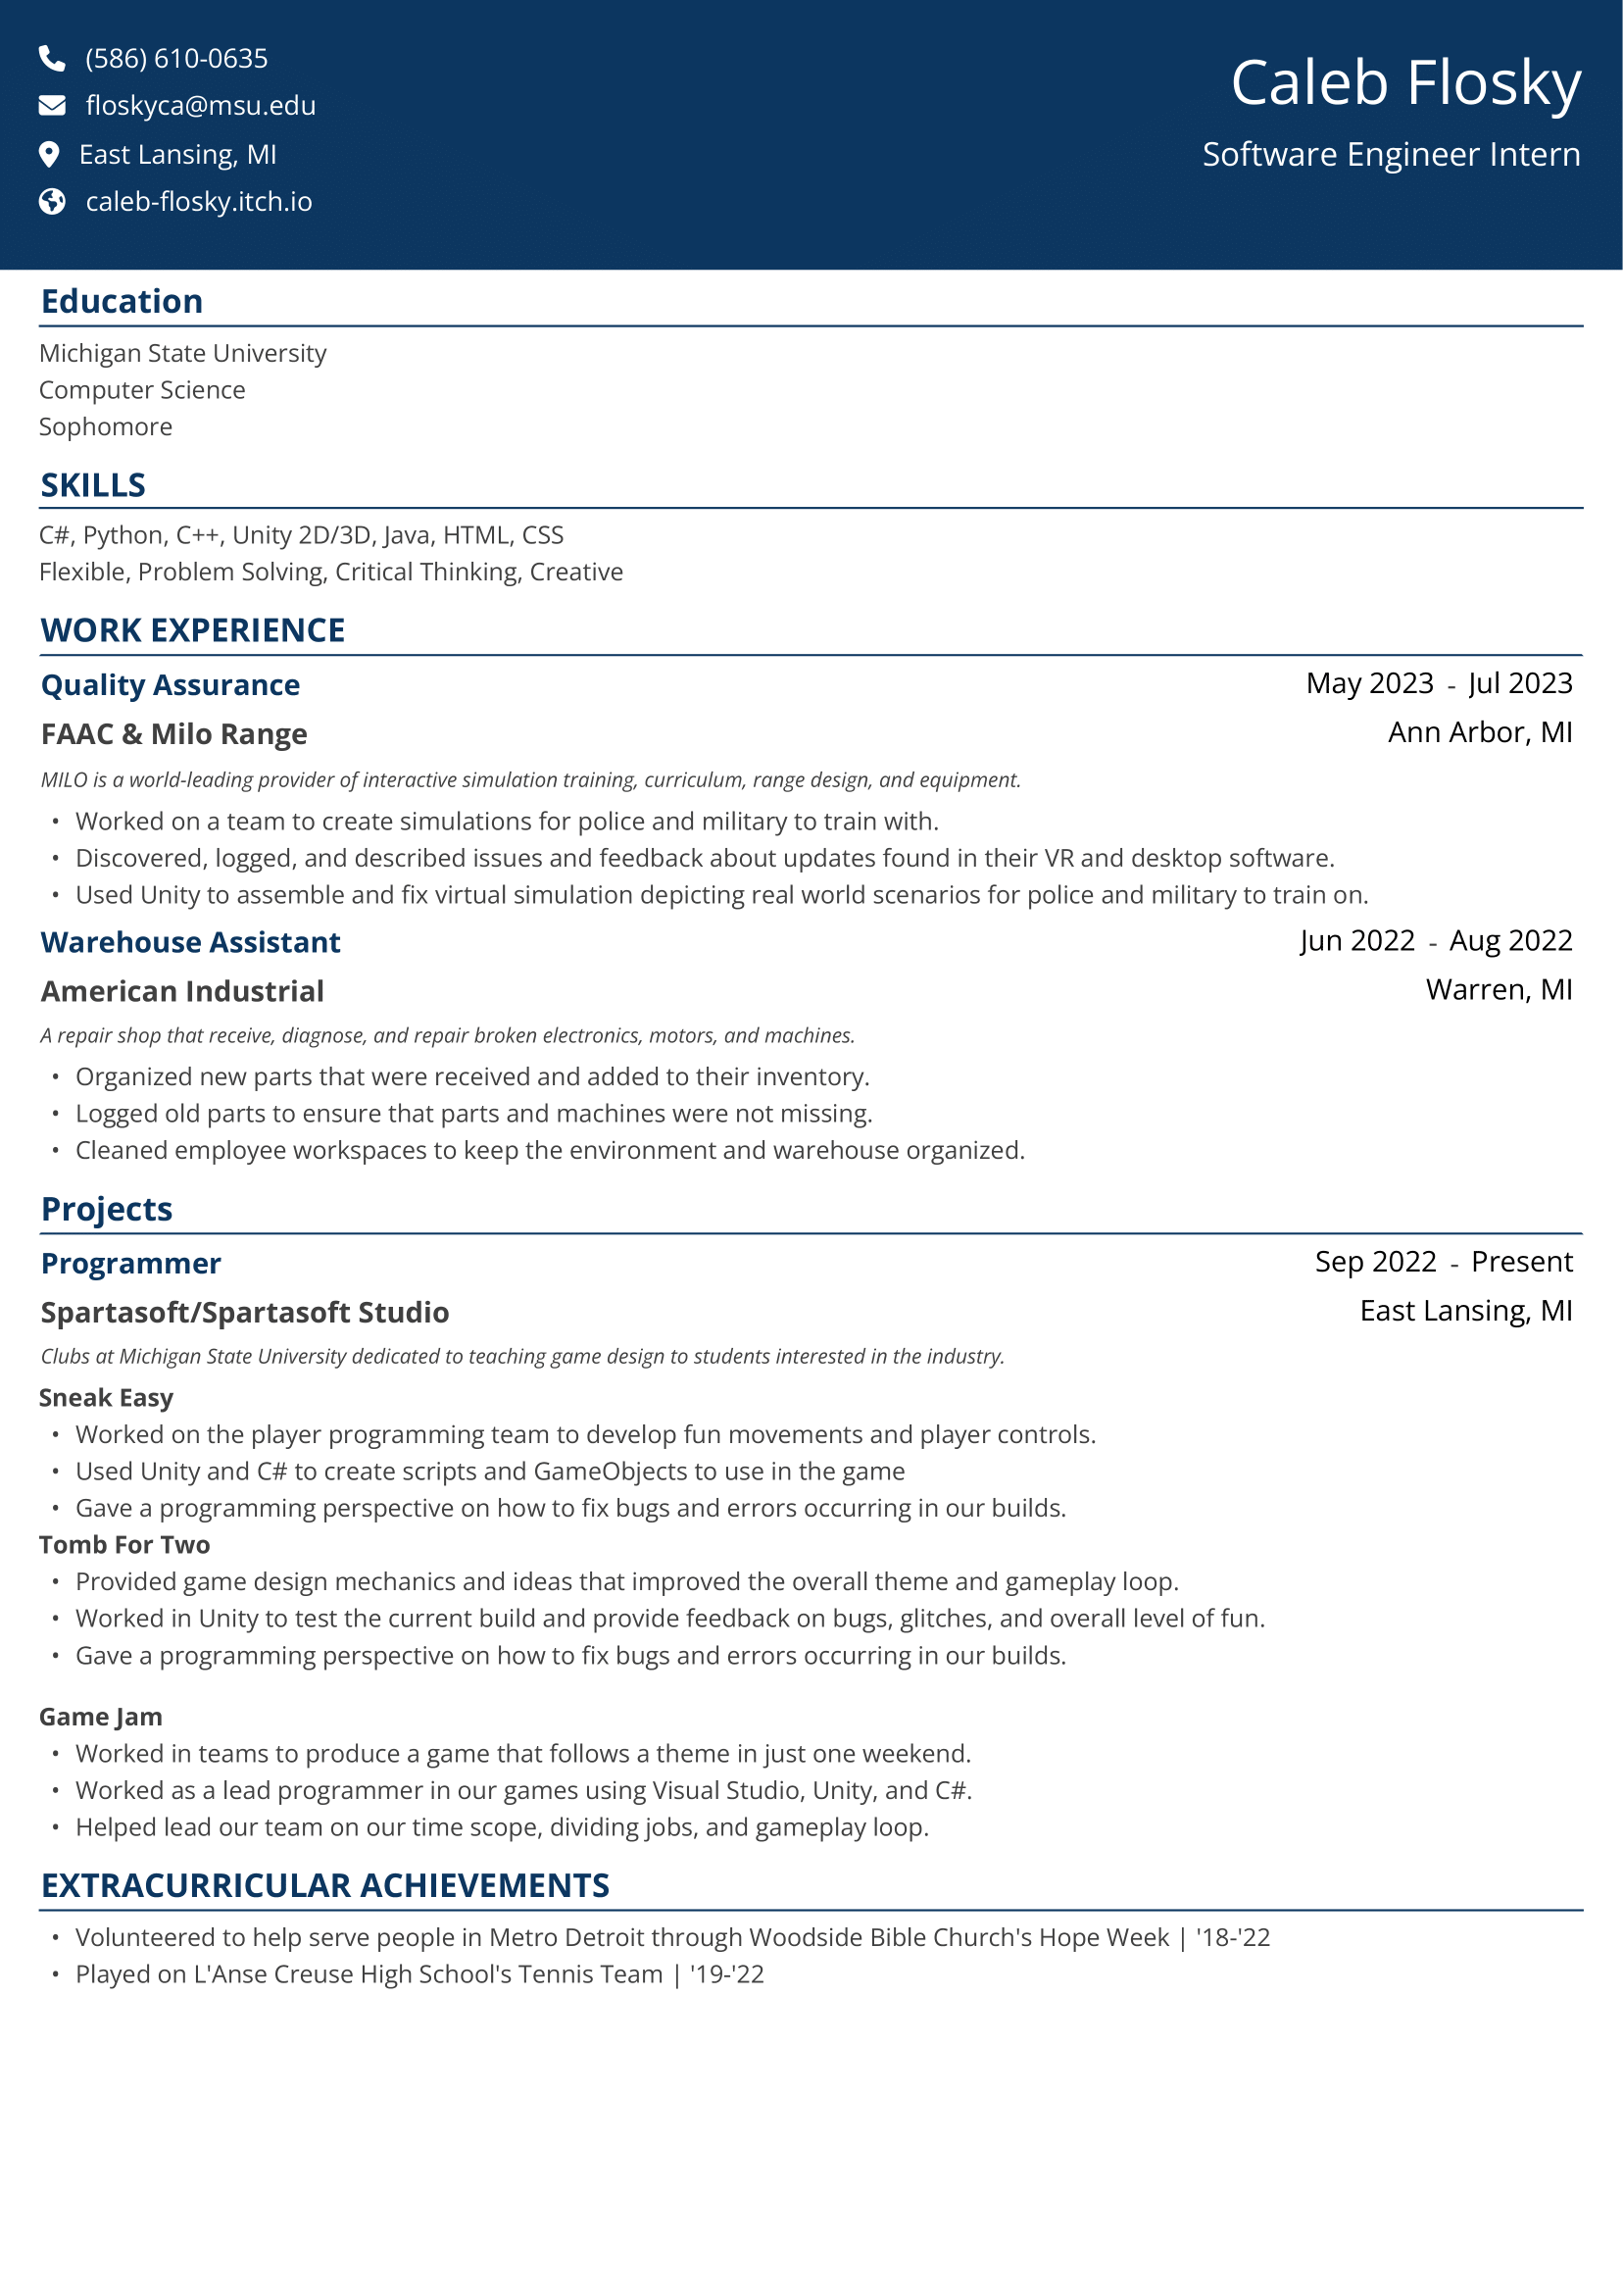 (586) 610-0635
floskyca@msu.edu
East Lansing, MI
caleb-flosky.itch.io
Caleb Flosky
Software Engineer Intern
Education
Michigan State University
Computer Science
Sophomore
SKILLS
C#, Python, C++, Unity 2D/3D, Java, HTML, CSS
Flexible, Problem Solving, Critical Thinking, Creative
WORK EXPERIENCE
Quality Assurance May 2023 - Jul 2023
FAAC & Milo Range Ann Arbor, MI
MILO is a world-leading provider of interactive simulation training, curriculum, range design, and equipment.
• Worked on a team to create simulations for police and military to train with.
• Discovered, logged, and described issues and feedback about updates found in their VR and desktop software.
• Used Unity to assemble and fix virtual simulation depicting real world scenarios for police and military to train on.
Warehouse Assistant Jun 2022 - Aug 2022
American Industrial Warren, MI
A repair shop that receive, diagnose, and repair broken electronics, motors, and machines.
• Organized new parts that were received and added to their inventory.
• Logged old parts to ensure that parts and machines were not missing.
• Cleaned employee workspaces to keep the environment and warehouse organized.
Projects
Programmer Sep 2022 - Present
Spartasoft/Spartasoft Studio East Lansing, MI
Clubs at Michigan State University dedicated to teaching game design to students interested in the industry.
Sneak Easy
• Worked on the player programming team to develop fun movements and player controls.
• Used Unity and C# to create scripts and GameObjects to use in the game
• Gave a programming perspective on how to fix bugs and errors occurring in our builds.
Tomb For Two
• Provided game design mechanics and ideas that improved the overall theme and gameplay loop.
• Worked in Unity to test the current build and provide feedback on bugs, glitches, and overall level of fun.
• Gave a programming perspective on how to fix bugs and errors occurring in our builds.
Game Jam
• Worked in teams to produce a game that follows a theme in just one weekend.
• Worked as a lead programmer in our games using Visual Studio, Unity, and C#.
• Helped lead our team on our time scope, dividing jobs, and gameplay loop.
EXTRACURRICULAR ACHIEVEMENTS
• Volunteered to help serve people in Metro Detroit through Woodside Bible Church's Hope Week | '18-'22
• Played on L'Anse Creuse High School's Tennis Team | '19-'22